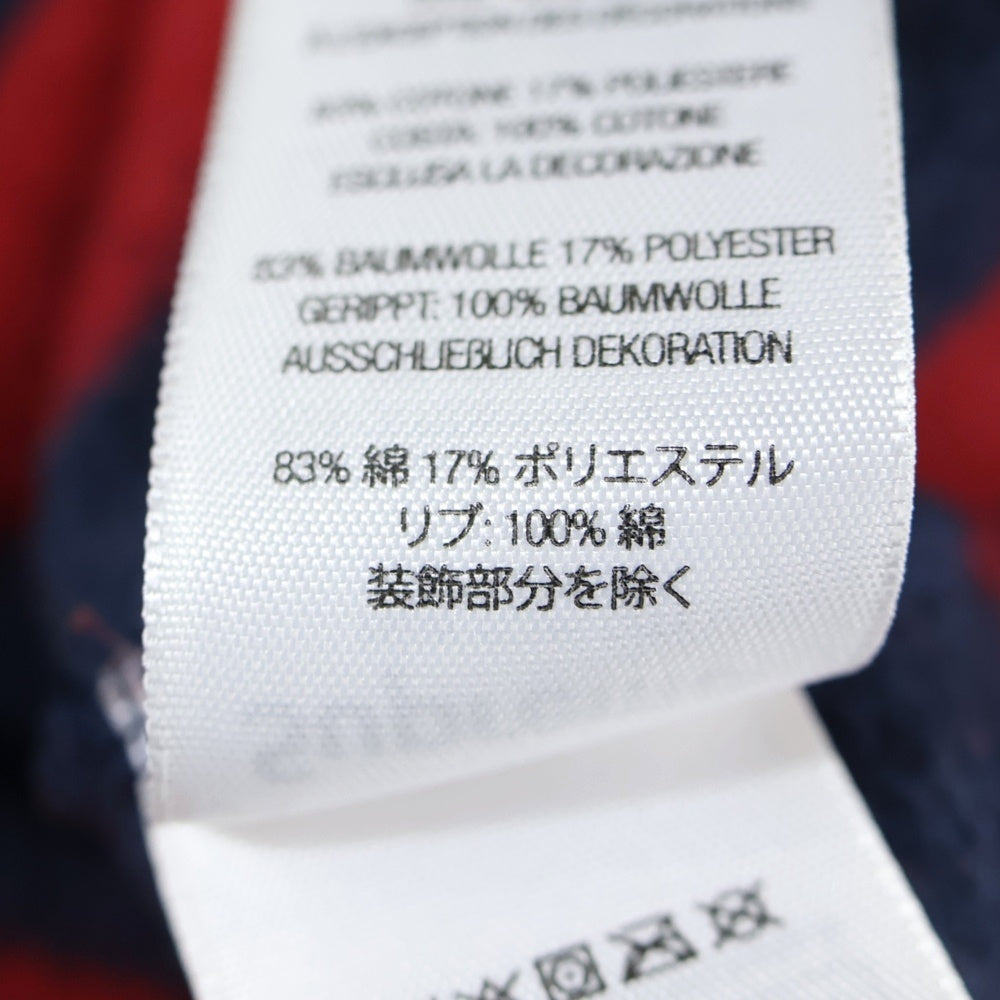 83% COTONE 17% POLIESTERE
COSTA: 100% COTONE
ESCLUSA LA DECORAZIONE
83% BAUMWOLLE 17% POLYESTER
GERIPPT: 100% BAUMWOLLE
AUSSCHLIEßLICH DEKORATION
83% 綿 17% ポリエステル
リブ: 100% 綿
装飾部分を除く